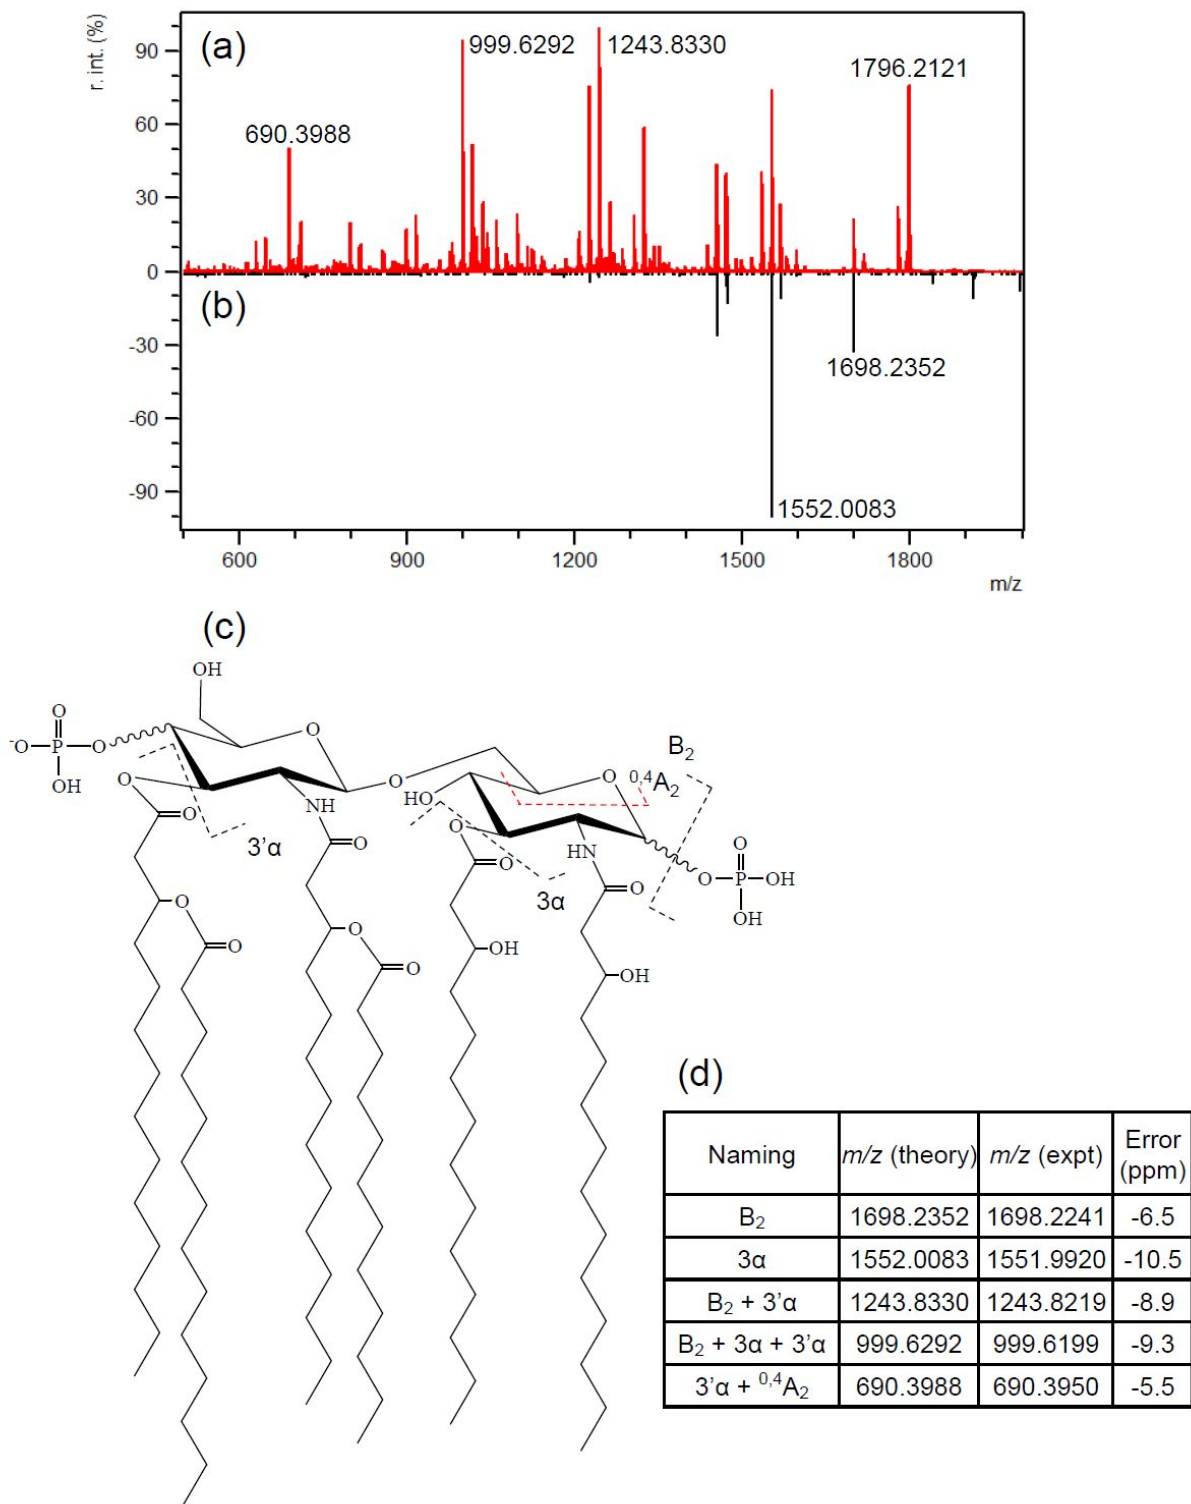 (a)
r. int. (%)
90
60
30
0
-30
-60
-90
690.3988
999.6292
1243.8330
1796.2121
(b)
1698.2352
1552.0083
600
900
1200
1500
1800
m/z
(c)
OH
O
⁻O P O
OH
O
O
O
O
HO
O
NH
O
HN
O
O
O
O
O
O
O
OH
O
OH
O
O P OH
OH
3'α
3α
B₂
⁰,⁴A₂
(d)
Naming m/z (theory) m/z (expt) Error (ppm)
B₂ 1698.2352 1698.2241 -6.5
3α 1552.0083 1551.9920 -10.5
B₂ + 3'α 1243.8330 1243.8219 -8.9
B₂ + 3α + 3'α 999.6292 999.6199 -9.3
3'α + ⁰,⁴A₂ 690.3988 690.3950 -5.5